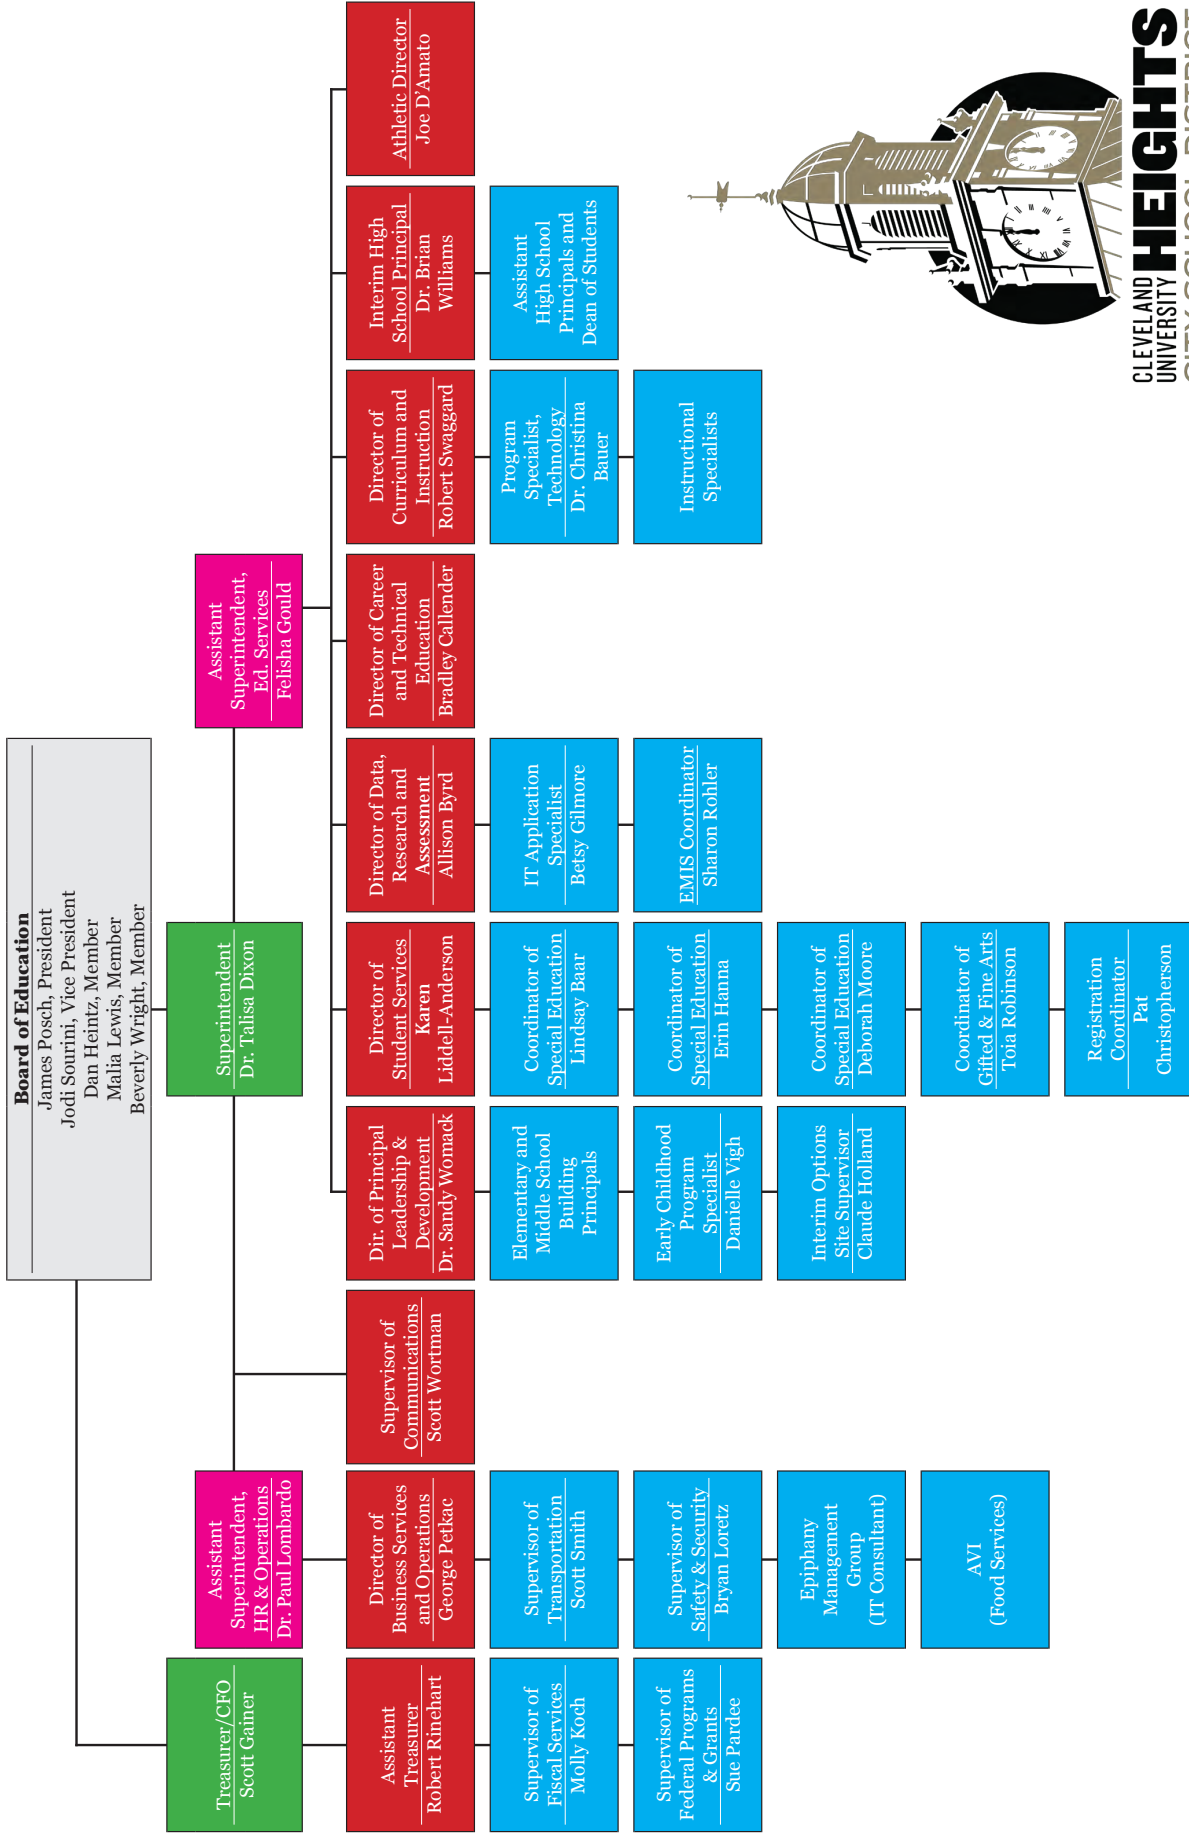 Board of Education
James Posch, President
Jodi Sourini, Vice President
Dan Heintz, Member
Malia Lewis, Member
Beverly Wright, Member
Treasurer/CFO
Scott Gainer
Superintendent
Dr. Talisa Dixon
Assistant
Superintendent,
HR & Operations
Dr. Paul Lombardo
Assistant
Superintendent,
Ed. Services
Felisha Gould
Assistant
Treasurer
Robert Rinehart
Supervisor of
Fiscal Services
Molly Koch
Supervisor of
Federal Programs
& Grants
Sue Pardee
Director of
Business Services
and Operations
George Petkac
Supervisor of
Transportation
Scott Smith
Supervisor of
Safety & Security
Bryan Loretz
Epiphany
Management
Group
(IT Consultant)
AVI
(Food Services)
Supervisor of
Communications
Scott Wortman
Dir. of Principal
Leadership &
Development
Dr. Sandy Womack
Elementary and
Middle School
Building
Principals
Early Childhood
Program
Specialist
Danielle Vigh
Interim Options
Site Supervisor
Claude Holland
Director of
Student Services
Karen
Liddell-Anderson
Coordinator of
Special Education
Lindsay Baar
Coordinator of
Special Education
Erin Hanna
Coordinator of
Special Education
Deborah Moore
Coordinator of
Gifted & Fine Arts
Toia Robinson
Registration
Coordinator
Pat
Christopherson
Director of Data,
Research and
Assessment
Allison Byrd
IT Application
Specialist
Betsy Gilmore
EMIS Coordinator
Sharon Rohler
Director of Career
and Technical
Education
Bradley Callender
Director of
Curriculum and
Instruction
Robert Swaggard
Program
Specialist,
Technology
Dr. Christina
Bauer
Instructional
Specialists
Interim High
School Principal
Dr. Brian
Williams
Assistant
High School
Principals and
Dean of Students
Athletic Director
Joe D'Amato
CLEVELAND
UNIVERSITY
HEIGHTS
CITY SCHOOL DISTRICT